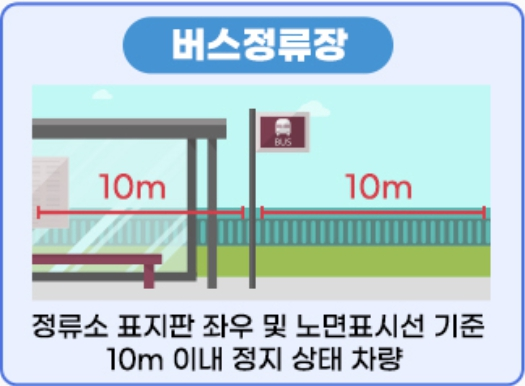 버스정류장
BUS
10m 10m
정류소 표지판 좌우 및 노면표시선 기준
10m 이내 정지 상태 차량